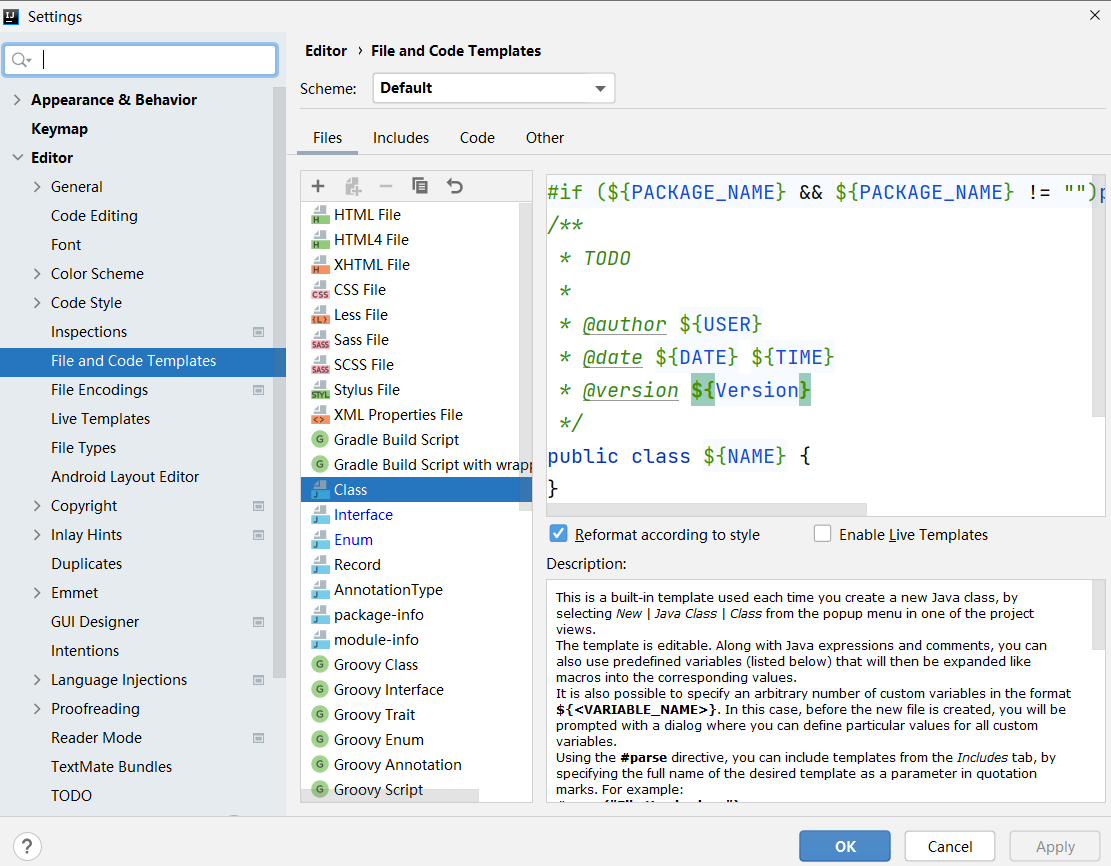 Settings
Editor › File and Code Templates
Scheme: Default
Files Includes Code Other
Appearance & Behavior
Keymap
Editor
General
Code Editing
Font
Color Scheme
Code Style
Inspections
File and Code Templates
File Encodings
Live Templates
File Types
Android Layout Editor
Copyright
Inlay Hints
Duplicates
Emmet
GUI Designer
Intentions
Language Injections
Proofreading
Reader Mode
TextMate Bundles
TODO
HTML File
HTML4 File
XHTML File
CSS File
Less File
Sass File
SCSS File
Stylus File
XML Properties File
Gradle Build Script
Gradle Build Script with wrapp
Class
Interface
Enum
Record
AnnotationType
package-info
module-info
Groovy Class
Groovy Interface
Groovy Trait
Groovy Enum
Groovy Annotation
Groovy Script
#if (${PACKAGE_NAME} && ${PACKAGE_NAME} != "")p
/**
* TODO
*
* @author ${USER}
* @date ${DATE} ${TIME}
* @version ${Version}
*/
public class ${NAME} {
}
Reformat according to style Enable Live Templates
Description:
This is a built-in template used each time you create a new Java class, by
selecting New | Java Class | Class from the popup menu in one of the project
views.
The template is editable. Along with Java expressions and comments, you can
also use predefined variables (listed below) that will then be expanded like
macros into the corresponding values.
It is also possible to specify an arbitrary number of custom variables in the format
${<VARIABLE_NAME>}. In this case, before the new file is created, you will be
prompted with a dialog where you can define particular values for all custom
variables.
Using the #parse directive, you can include templates from the Includes tab, by
specifying the full name of the desired template as a parameter in quotation
marks. For example:
? OK Cancel Apply